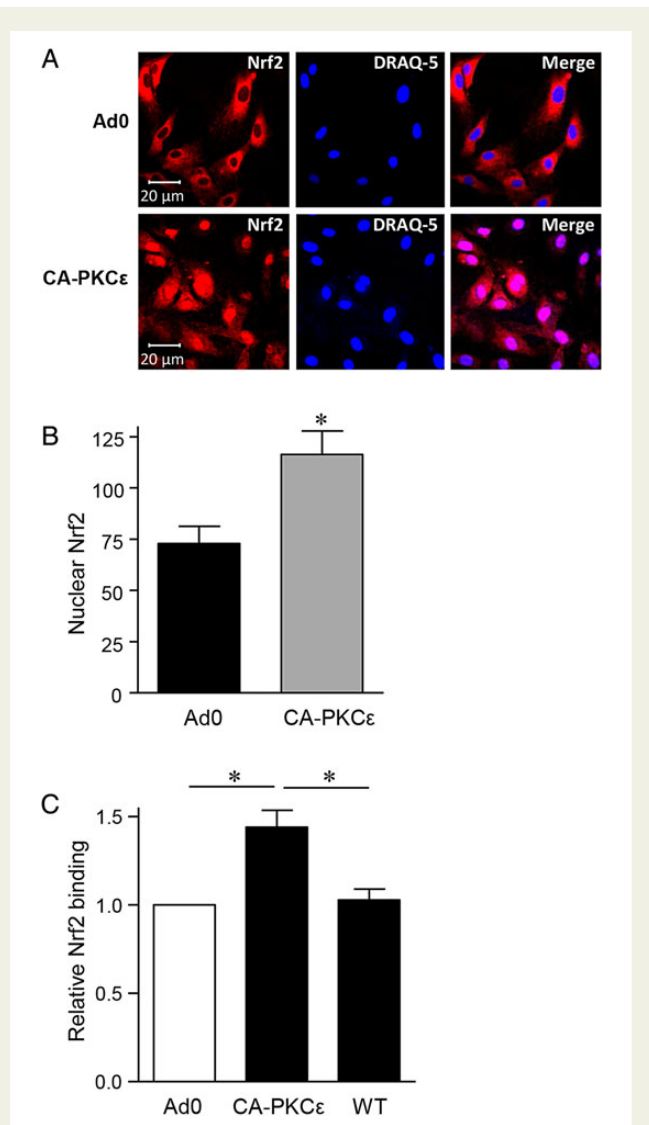 A
Nrf2 DRAQ-5 Merge
Ad0
20 µm
Nrf2 DRAQ-5 Merge
CA-PKCε
20 µm
B
*
125
100
75
50
25
0
Nuclear Nrf2
Ad0 CA-PKCε
C
* *
1.5
1.0
0.5
0.0
Relative Nrf2 binding
Ad0 CA-PKCε WT